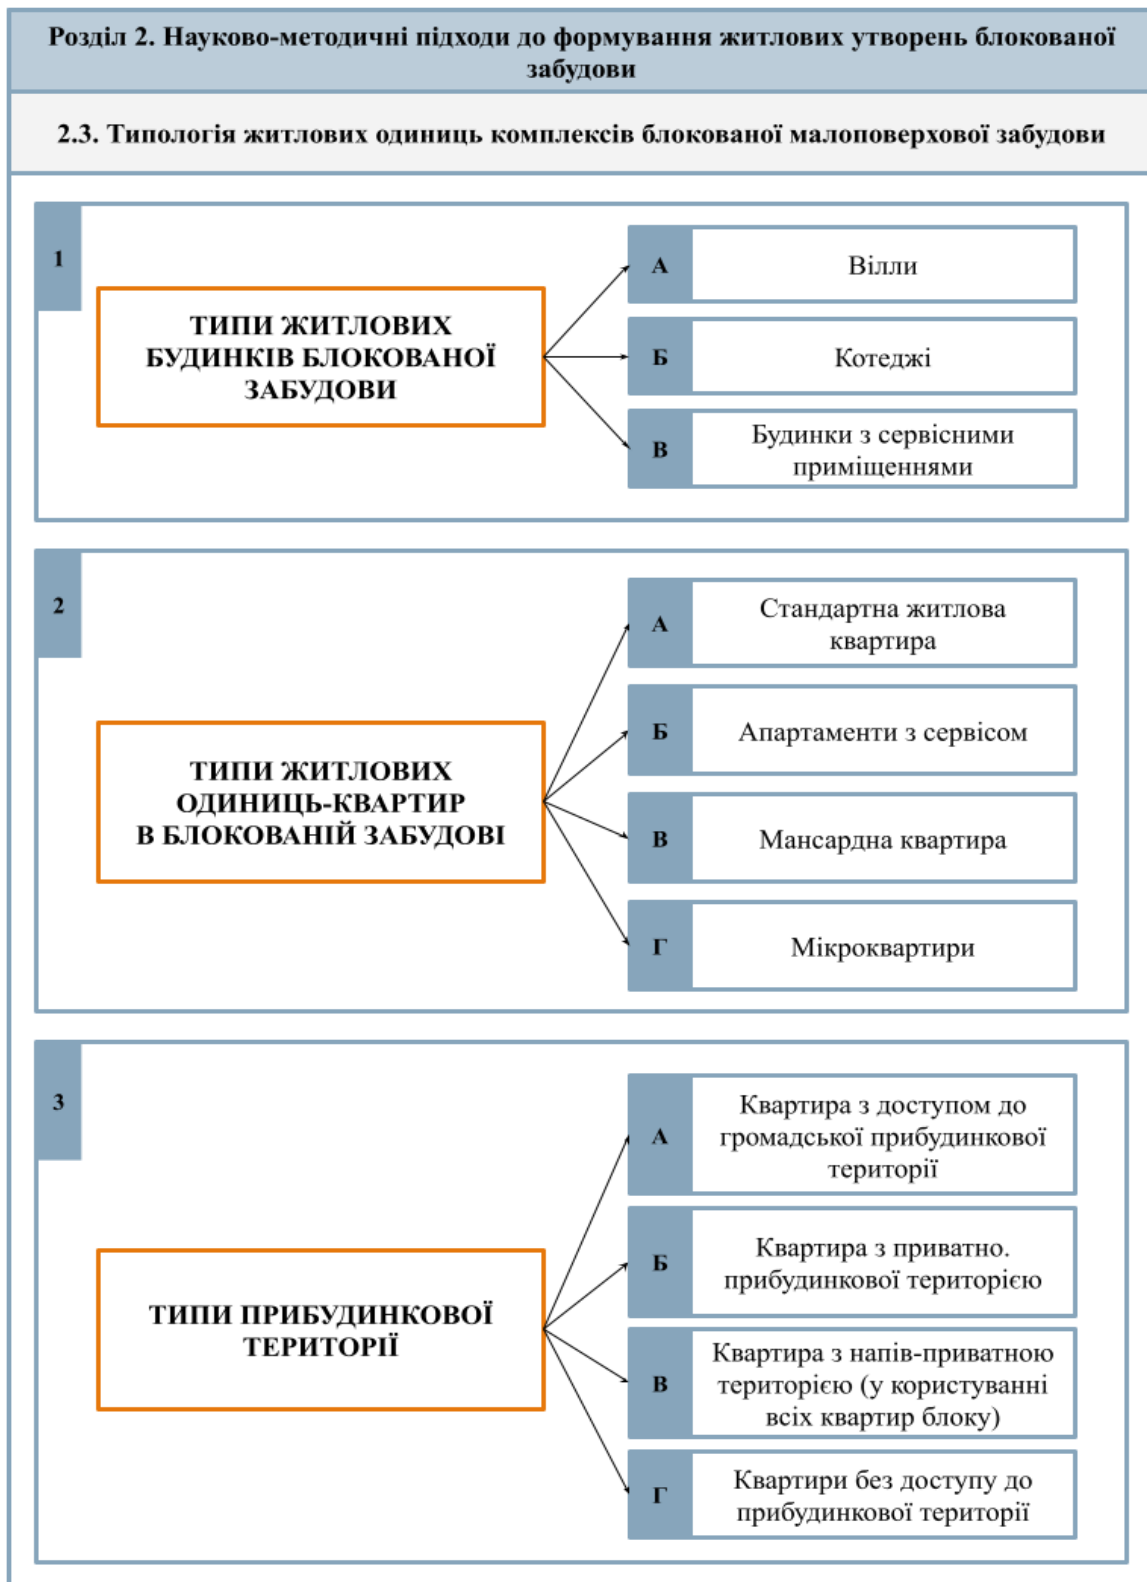 Розділ 2. Науково-методичні підходи до формування житлових утворень блокованої
забудови
2.3. Типологія житлових одиниць комплексів блокованої малоповерхової забудови
1
ТИПИ ЖИТЛОВИХ
БУДИНКІВ БЛОКОВАНОЇ
ЗАБУДОВИ
А
Вілли
Б
Котеджі
В
Будинки з сервісними
приміщеннями
2
ТИПИ ЖИТЛОВИХ
ОДИНИЦЬ-КВАРТИР
В БЛОКОВАНІЙ ЗАБУДОВІ
А
Стандартна житлова
квартира
Б
Апартаменти з сервісом
В
Мансардна квартира
Г
Мікроквартири
3
ТИПИ ПРИБУДИНКОВОЇ
ТЕРИТОРІЇ
А
Квартира з доступом до
громадської прибудинкової
території
Б
Квартира з приватно.
прибудинкової територією
В
Квартира з напів-приватною
територією (у користуванні
всіх квартир блоку)
Г
Квартири без доступу до
прибудинкової території